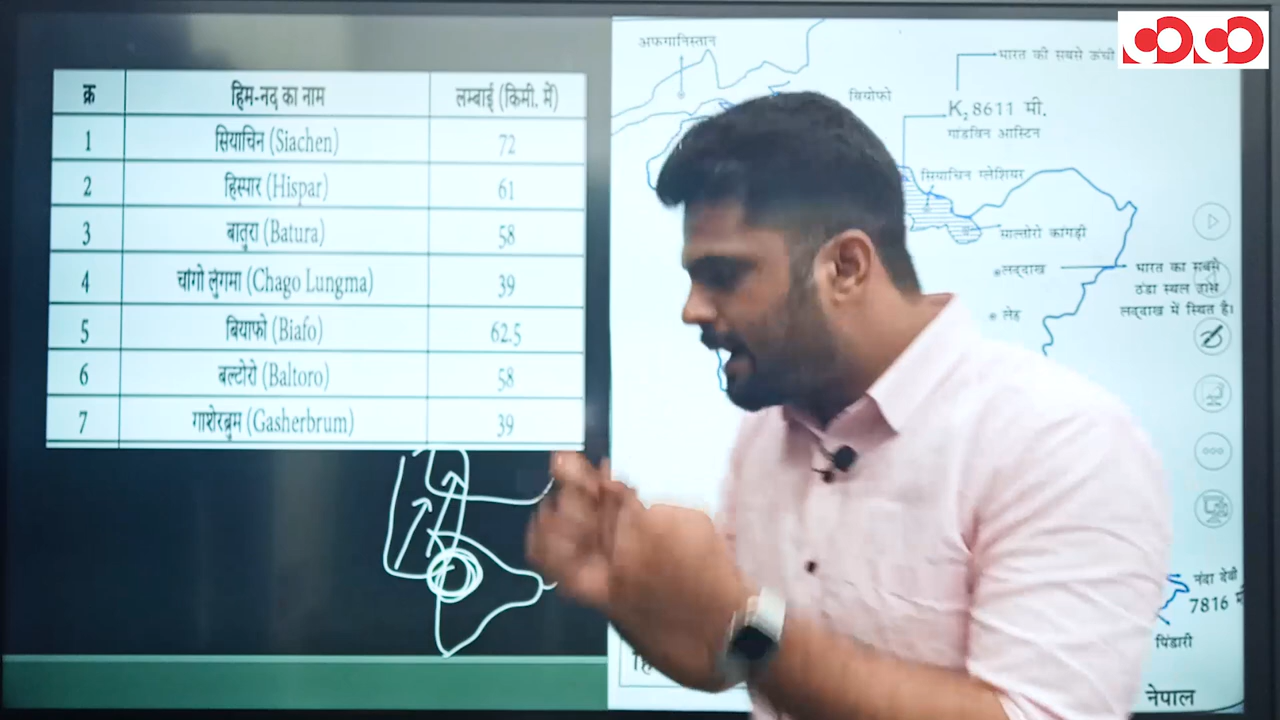 क्र हिम-नद का नाम लम्बाई (किमी. में)
1 सियाचिन (Siachen) 72
2 हिस्पार (Hispar) 61
3 बातुरा (Batura) 58
4 चांगो लुंगमा (Chago Lungma) 39
5 बियाफो (Biafo) 62.5
6 बल्टोरो (Baltoro) 58
7 गाशेरब्रुम (Gasherbrum) 39
अफगानिस्तान
भारत की सबसे ऊंची
बियोफो
K2 8611 मी.
गाडविन आस्टिन
सियाचिन ग्लेशियर
साल्तोरो कांगड़ी
लद्दाख
भारत का सबसे
ठंडा स्थल
लद्दाख में स्थित है।
लेह
नंदा देवी
7816
पिंडारी
नेपाल